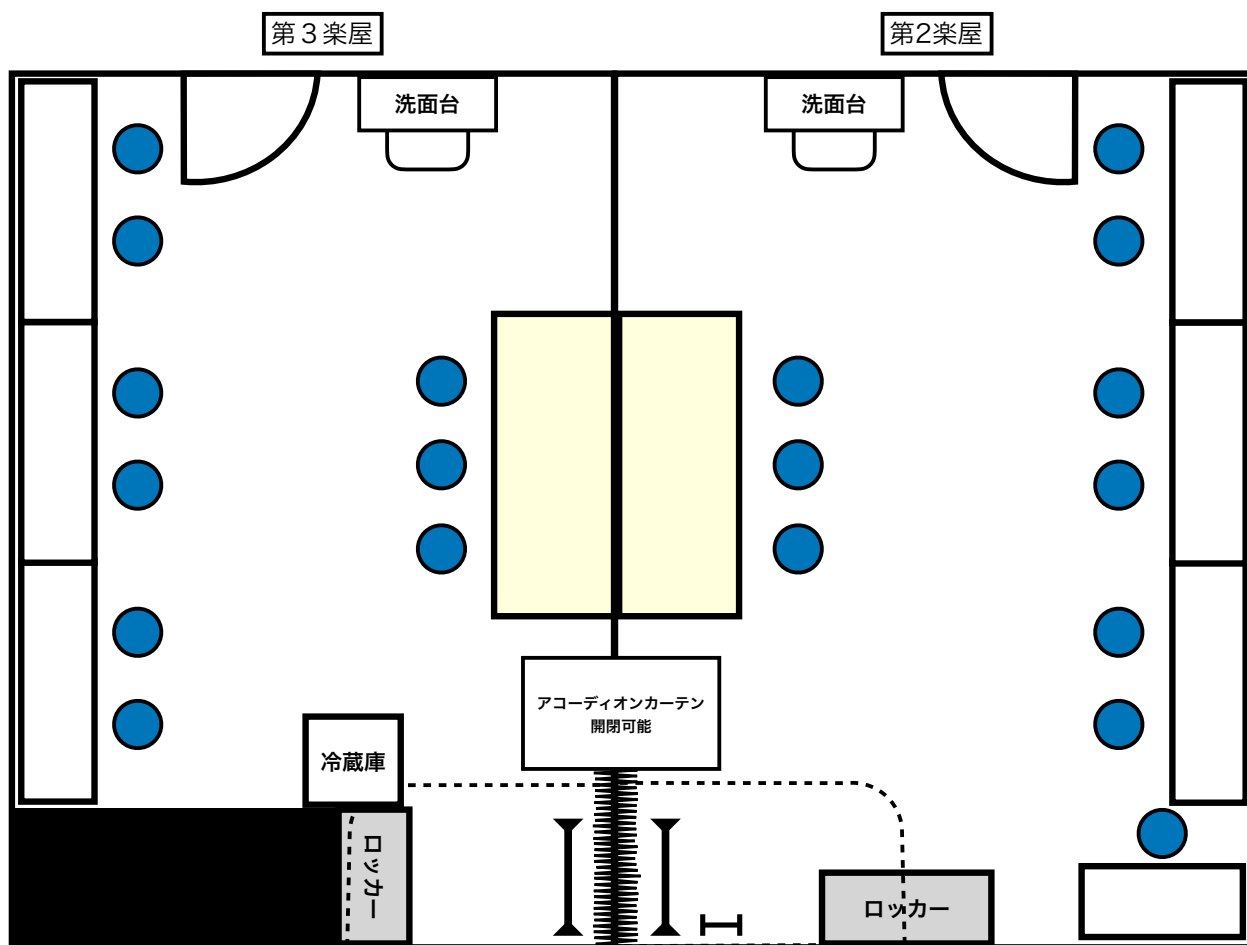 第３楽屋
第2楽屋
洗面台
洗面台
アコーディオンカーテン
開閉可能
冷蔵庫
ロッカー
ロッカー